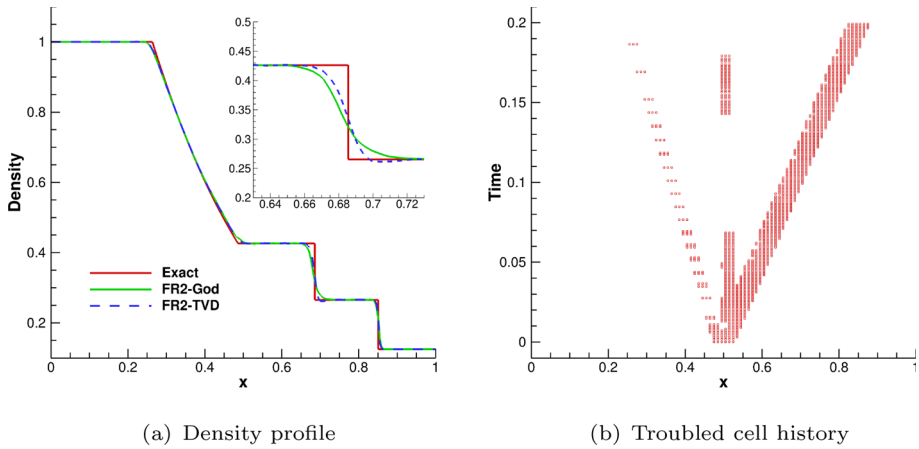 0.5
0.45
0.4
0.35
0.3
0.25
0.2
0.64 0.66 0.68 0.7 0.72
1
0.8
0.6
0.4
0.2
Density
Exact
FR2-God
FR2-TVD
0 0.2 0.4 0.6 0.8 1
x
(a) Density profile
0.2
0.15
0.1
0.05
0
Time
0 0.2 0.4 0.6 0.8 1
x
(b) Troubled cell history